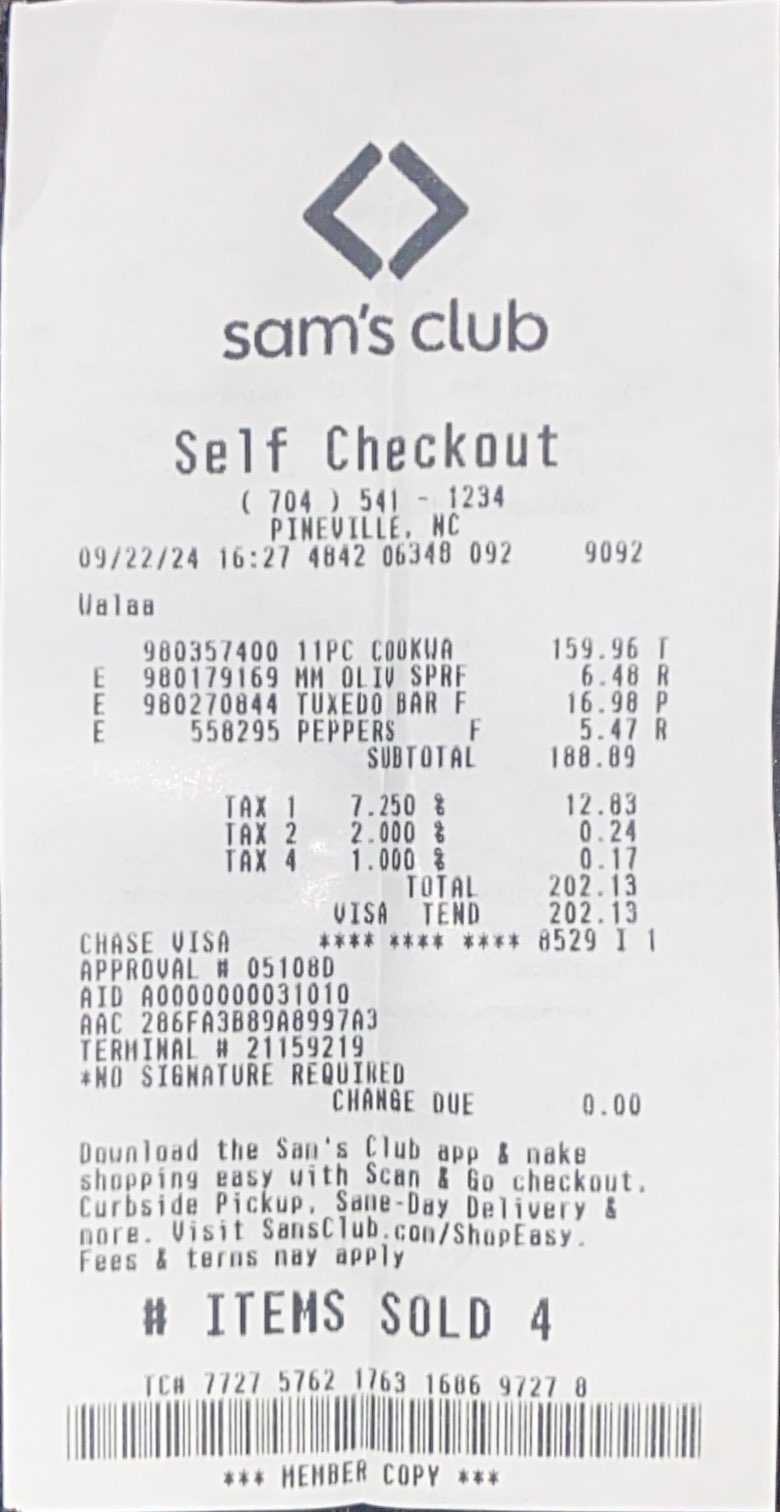 sam's club
Self Checkout
( 704 ) 541 - 1234
PINEVILLE, NC
09/22/24 16:27 4842 06348 092 9092
Walaa
980357400 11PC COOKWA 159.96 T
E 980179169 MM OLIV SPRF 6.48 R
E 980270844 TUXEDO BAR F 16.98 P
E 558295 PEPPERS F 5.47 R
SUBTOTAL 188.89
TAX 1 7.250 % 12.83
TAX 2 2.000 % 0.24
TAX 4 1.000 % 0.17
TOTAL 202.13
VISA TEND 202.13
CHASE VISA **** **** **** 8529 I 1
APPROVAL # 05108D
AID A0000000031010
AAC 286FA3B89A8997A3
TERMINAL # 21159219
*NO SIGNATURE REQUIRED
CHANGE DUE 0.00
Download the Sam's Club app & make
shopping easy with Scan & Go checkout.
Curbside Pickup, Same-Day Delivery &
more. Visit SamsClub.com/ShopEasy.
Fees & terms may apply
# ITEMS SOLD 4
TC# 7727 5762 1763 1686 9727 8
*** MEMBER COPY ***